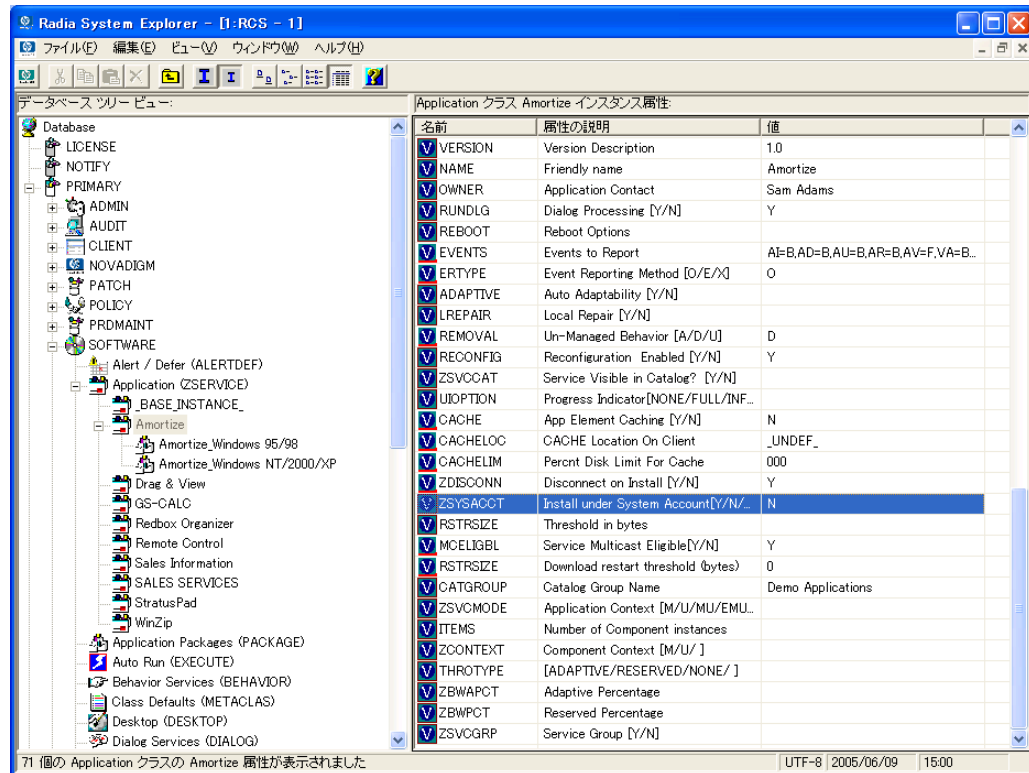 Radia System Explorer - [1:RCS - 1]
ファイル(F) 編集(E) ビュー(V) ウィンドウ(W) ヘルプ(H)
データベース ツリー ビュー:
Database
LICENSE
NOTIFY
PRIMARY
ADMIN
AUDIT
CLIENT
NOVADIGM
PATCH
POLICY
PRDMAINT
SOFTWARE
Alert / Defer (ALERTDEF)
Application (ZSERVICE)
_BASE_INSTANCE_
Amortize
Amortize_Windows 95/98
Amortize_Windows NT/2000/XP
Drag & View
GS-CALC
Redbox Organizer
Remote Control
Sales Information
SALES SERVICES
StratusPad
WinZip
Application Packages (PACKAGE)
Auto Run (EXECUTE)
Behavior Services (BEHAVIOR)
Class Defaults (METACLAS)
Desktop (DESKTOP)
Dialog Services (DIALOG)
Application クラス Amortize インスタンス属性:
名前 属性の説明 値
VERSION Version Description 1.0
NAME Friendly name Amortize
OWNER Application Contact Sam Adams
RUNDLG Dialog Processing [Y/N] Y
REBOOT Reboot Options
EVENTS Events to Report AI=B,AD=B,AU=B,AR=B,AV=F,VA=B...
ERTYPE Event Reporting Method [O/E/X] O
ADAPTIVE Auto Adaptability [Y/N]
LREPAIR Local Repair [Y/N]
REMOVAL Un-Managed Behavior [A/D/U] D
RECONFIG Reconfiguration Enabled [Y/N] Y
ZSVCCAT Service Visible in Catalog? [Y/N]
UIOPTION Progress Indicator[NONE/FULL/INF...
CACHE App Element Caching [Y/N] N
CACHELOC CACHE Location On Client _UNDEF_
CACHELIM Percnt Disk Limit For Cache 000
ZDISCONN Disconnect on Install [Y/N] Y
ZSYSACCT Install under System Account[Y/N/... N
RSTRSIZE Threshold in bytes
MCELIGBL Service Multicast Eligible[Y/N] Y
RSTRSIZE Download restart threshold (bytes) 0
CATGROUP Catalog Group Name Demo Applications
ZSVCMODE Application Context [M/U/MU/EMU...
ITEMS Number of Component instances
ZCONTEXT Component Context [M/U/ ]
THROTYPE [ADAPTIVE/RESERVED/NONE/ ]
ZBWAPCT Adaptive Percentage
ZBWPCT Reserved Percentage
ZSVCGRP Service Group [Y/N]
71 個の Application クラスの Amortize 属性が表示されました UTF-8 2005/06/09 15:00